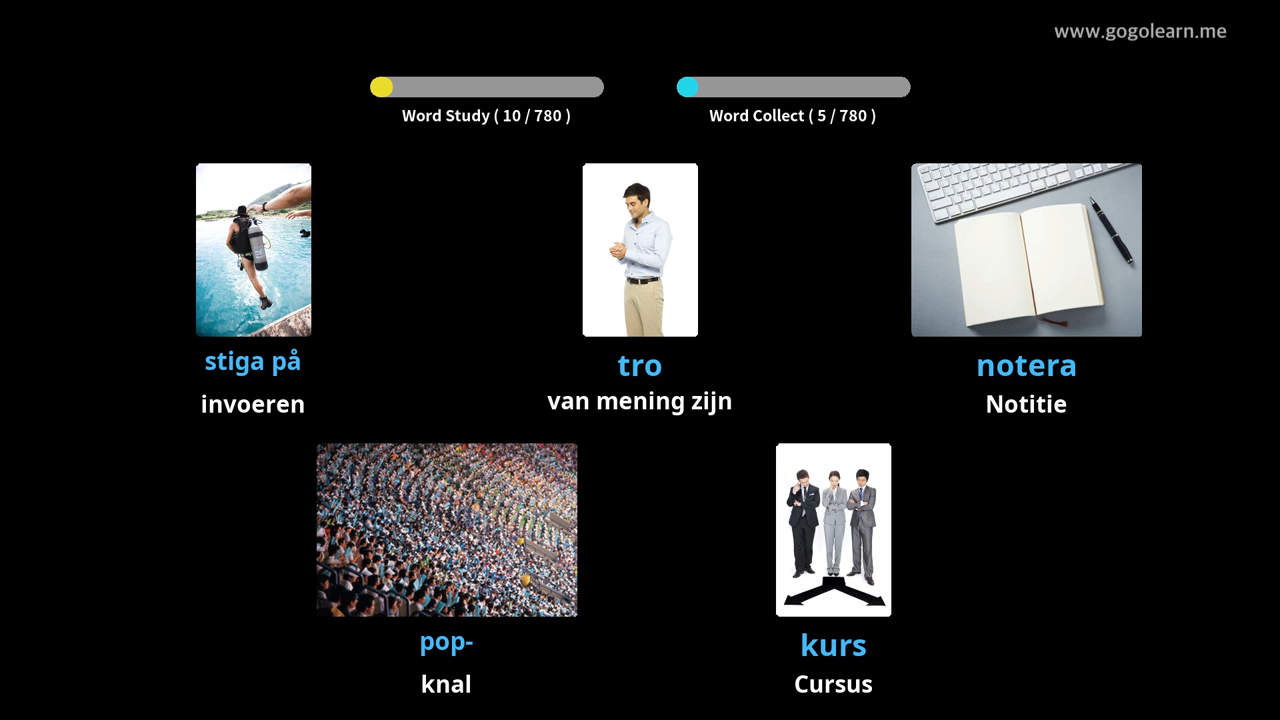 www.gogolearn.me
Word Study ( 10 / 780 )
Word Collect ( 5 / 780 )
stiga på
invoeren
tro
van mening zijn
notera
Notitie
pop-
knal
kurs
Cursus